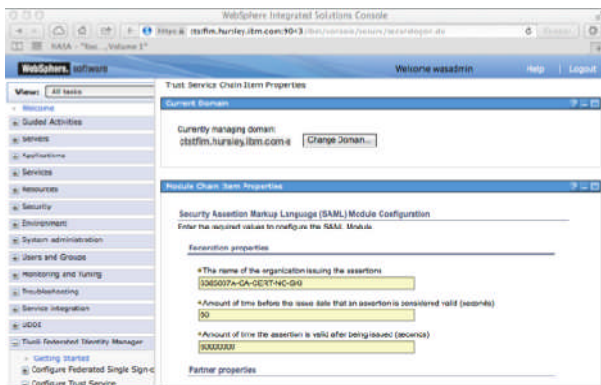 WebSphere Integrated Solutions Console
NASA - "Too..., Volume 1"
WebSphere. software
Welcome wasadmin
Help
Logout
View: All tasks
Welcome
Guided Activities
Servers
Applications
Services
Resources
Security
Environment
System administration
Users and Groups
Monitoring and Tuning
Troubleshooting
Service integration
UDDI
Tivoli Federated Identity Manager
Getting Started
Configure Federated Single Sign-o
Configure Trust Service
Trust Service Chain Item Properties
Current Domain
Currently managing domain:
Change Domain...
Module Chain Item Properties
Security Assertion Markup Language (SAML) Module Configuration
Enter the required values to configure the SAML Module.
Federation properties
*The name of the organization issuing the assertions
*Amount of time before the issue date that an assertion is considered valid (seconds)
60
*Amount of time the assertion is valid after being issued (seconds)
Partner properties